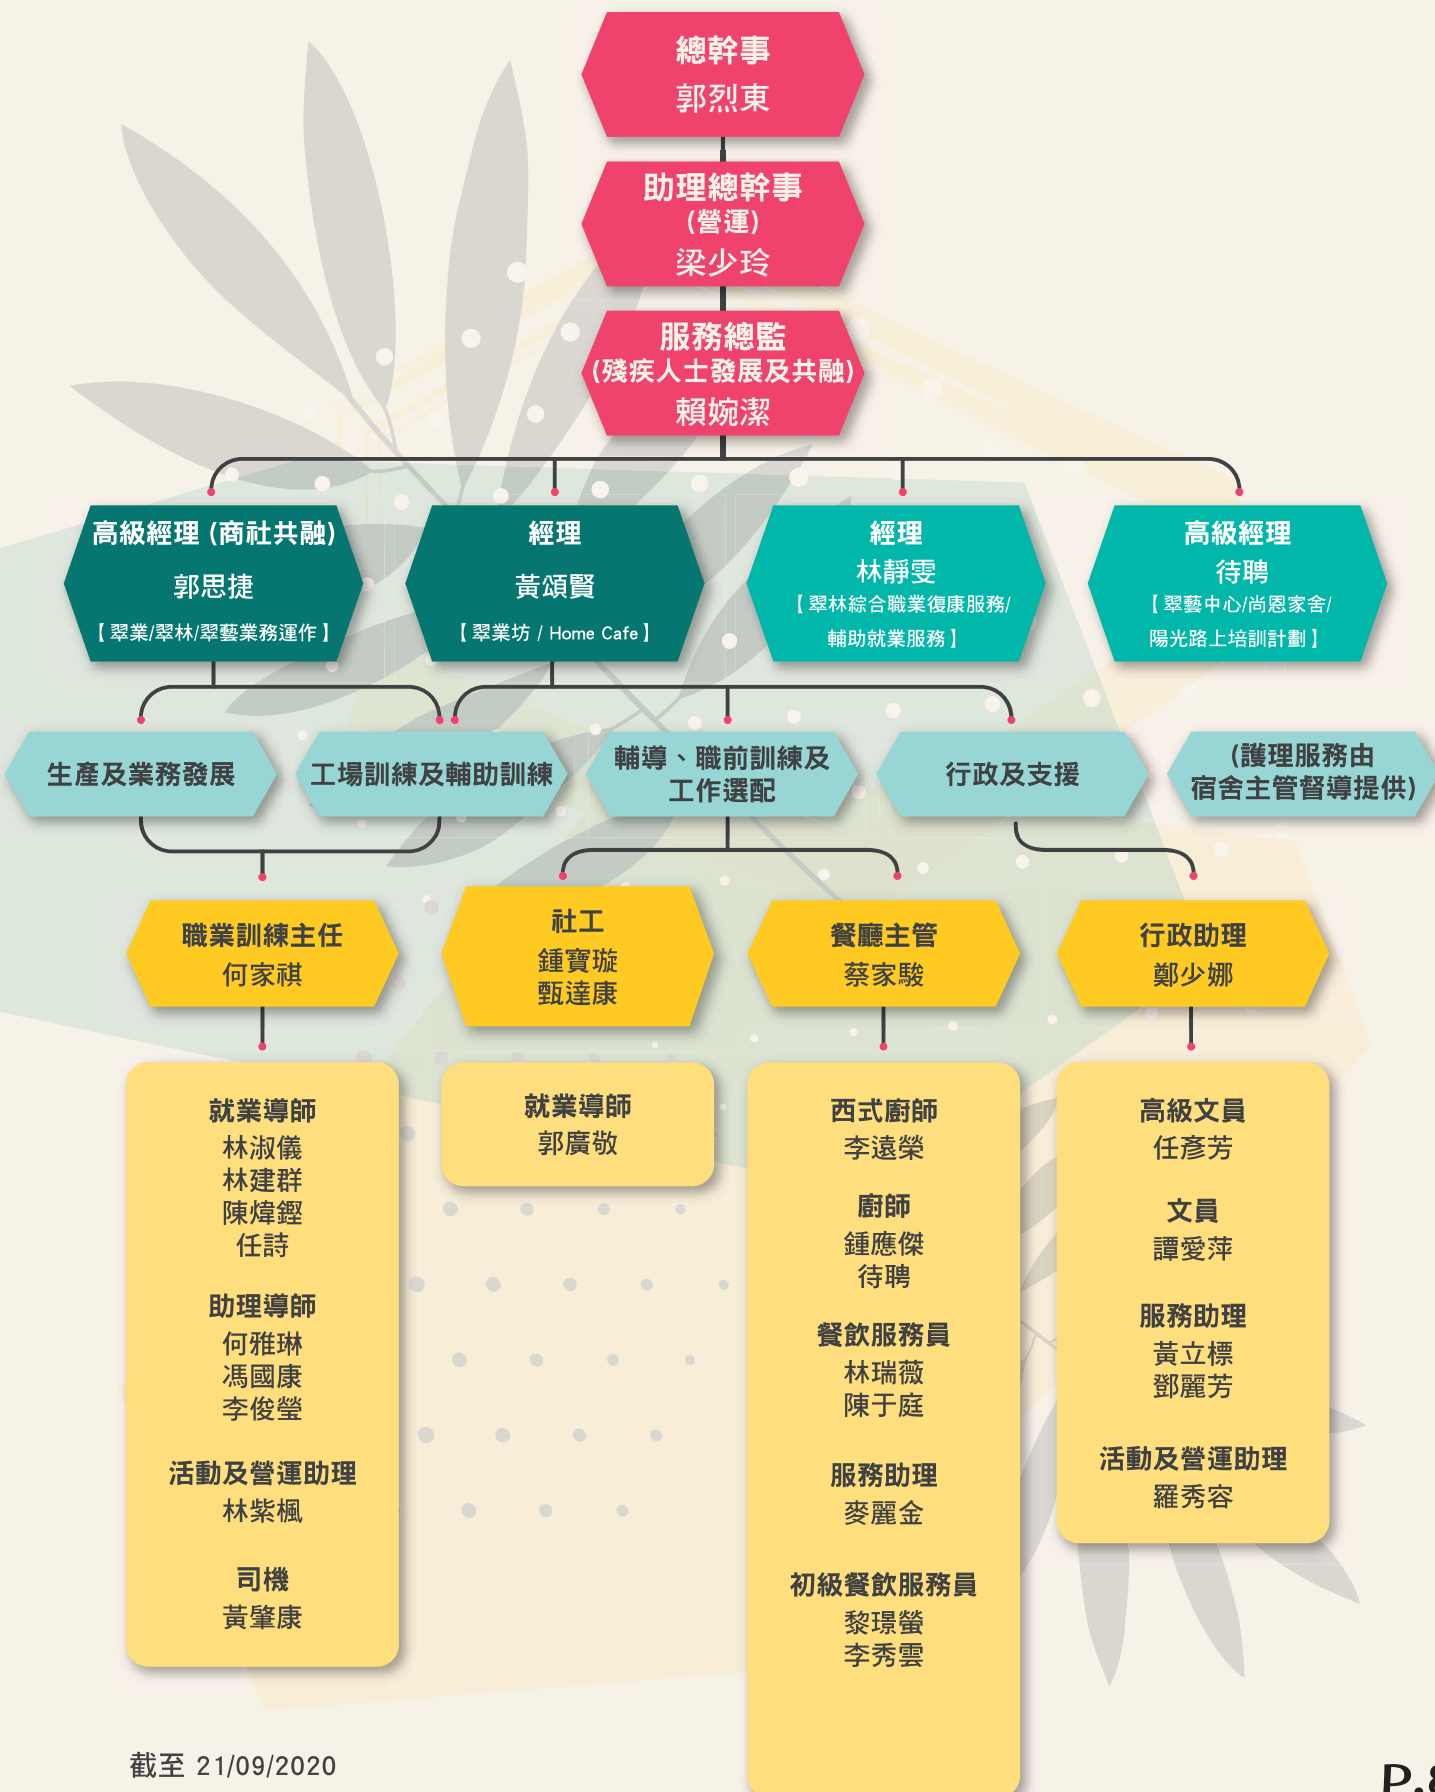 總幹事
郭烈東
助理總幹事
(營運)
梁少玲
服務總監
(殘疾人士發展及共融)
賴婉潔
高級經理 (商社共融)
郭思捷
【 翠業/翠林/翠藝業務運作 】
經理
黃頌賢
【 翠業坊 / Home Cafe 】
經理
林靜雯
【 翠林綜合職業復康服務/
輔助就業服務 】
高級經理
待聘
【 翠藝中心/尚恩家舍/
陽光路上培訓計劃 】
生產及業務發展
工場訓練及輔助訓練
輔導、職前訓練及
工作選配
行政及支援
(護理服務由
宿舍主管督導提供)
職業訓練主任
何家祺
社工
鍾寶璇
甄達康
餐廳主管
蔡家駿
行政助理
鄭少娜
就業導師
林淑儀
林建群
陳煒鏗
任詩
助理導師
何雅琳
馮國康
李俊瑩
活動及營運助理
林紫楓
司機
黃肇康
就業導師
郭廣敬
西式廚師
李遠榮
廚師
鍾應傑
待聘
餐飲服務員
林瑞薇
陳于庭
服務助理
麥麗金
初級餐飲服務員
黎璟螢
李秀雲
高級文員
任彥芳
文員
譚愛萍
服務助理
黃立標
鄧麗芳
活動及營運助理
羅秀容
截至 21/09/2020